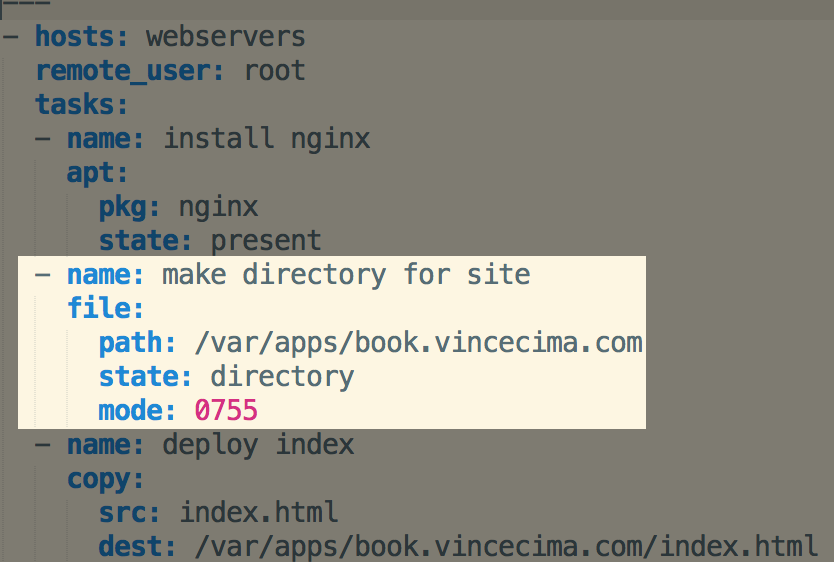 ---
- hosts: webservers
  remote_user: root
  tasks:
  - name: install nginx
    apt:
      pkg: nginx
      state: present
  - name: make directory for site
    file:
      path: /var/apps/book.vincecima.com
      state: directory
      mode: 0755
  - name: deploy index
    copy:
      src: index.html
      dest: /var/apps/book.vincecima.com/index.html